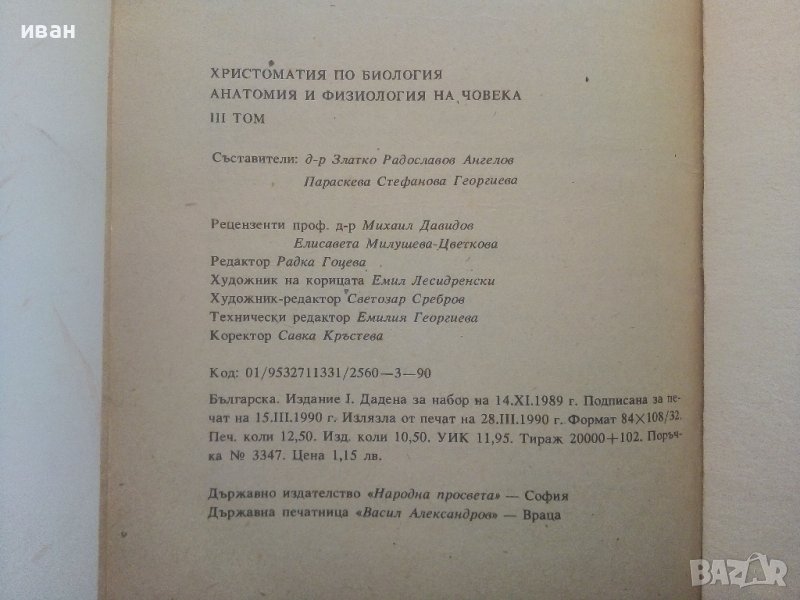 иван
ХРИСТОМАТИЯ ПО БИОЛОГИЯ
АНАТОМИЯ И ФИЗИОЛОГИЯ НА ЧОВЕКА
III ТОМ
Съставители: д-р Златко Радославов Ангелов
Параскева Стефанова Георгиева
Рецензенти проф. д-р Михаил Давидов
Елисавета Милушева-Цветкова
Редактор Радка Гоцева
Художник на корицата Емил Лесидренски
Художник-редактор Светозар Сребров
Технически редактор Емилия Георгиева
Коректор Савка Кръстева
Код: 01/9532711331/2560—3—90
Българска. Издание I. Дадена за набор на 14.XI.1989 г. Подписана за пе-
чат на 15.III.1990 г. Излязла от печат на 28.III.1990 г. Формат 84×108/32.
Печ. коли 12,50. Изд. коли 10,50. УИК 11,95. Тираж 20000+102. Поръч-
ка № 3347. Цена 1,15 лв.
Държавно издателство «Народна просвета» — София
Държавна печатница «Васил Александров» — Враца
BAZAR